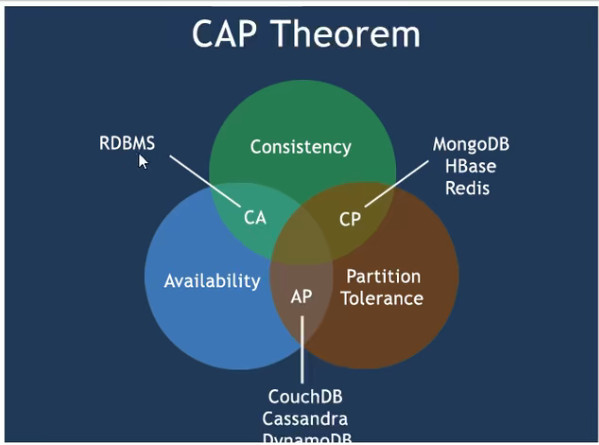 CAP Theorem
Consistency
RDBMS
MongoDB
HBase
Redis
CA
CP
Availability
Partition
Tolerance
AP
CouchDB
Cassandra
DynamoDB